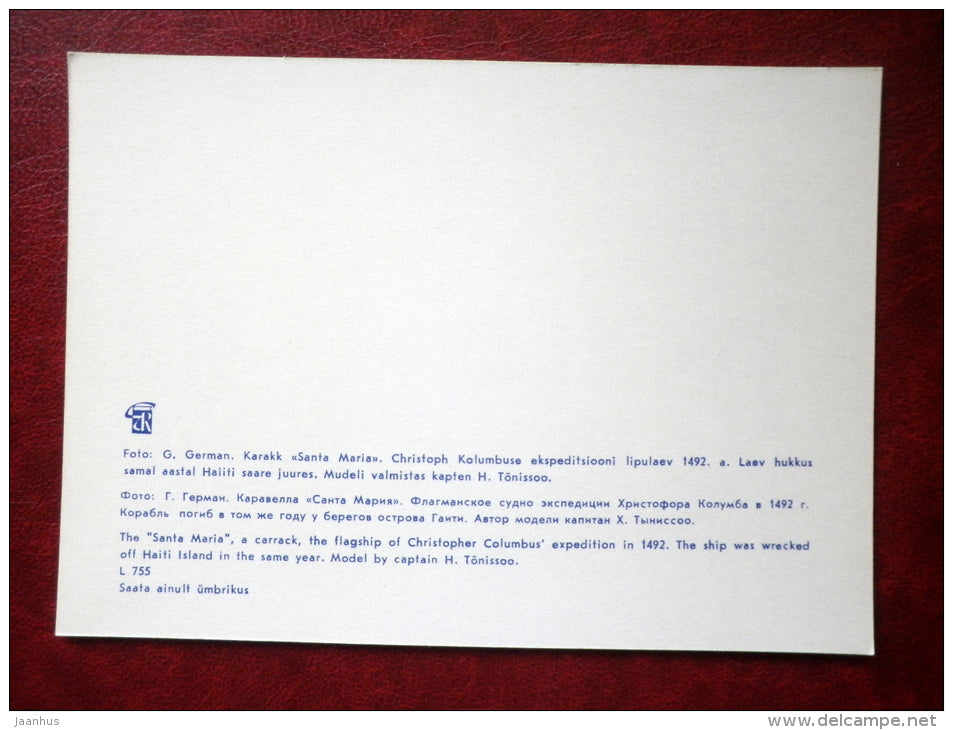 Foto: G. German. Karakk «Santa Maria». Christoph Kolumbuse ekspeditsiooni lipulaev 1492. a. Laev hukkus
samal aastal Haiiti saare juures. Mudeli valmistas kapten H. Tõnissoo.
Фото: Г. Герман. Каравелла «Санта Мария». Флагманское судно экспедиции Христофора Колумба в 1492 г.
Корабль погиб в том же году у берегов острова Гаити. Автор модели капитан Х. Тыниссоо.
The "Santa Maria", a carrack, the flagship of Christopher Columbus' expedition in 1492. The ship was wrecked
off Haiti Island in the same year. Model by captain H. Tõnissoo.
L 755
Saata ainult ümbrikus
jaanhus
www.delcampe.net